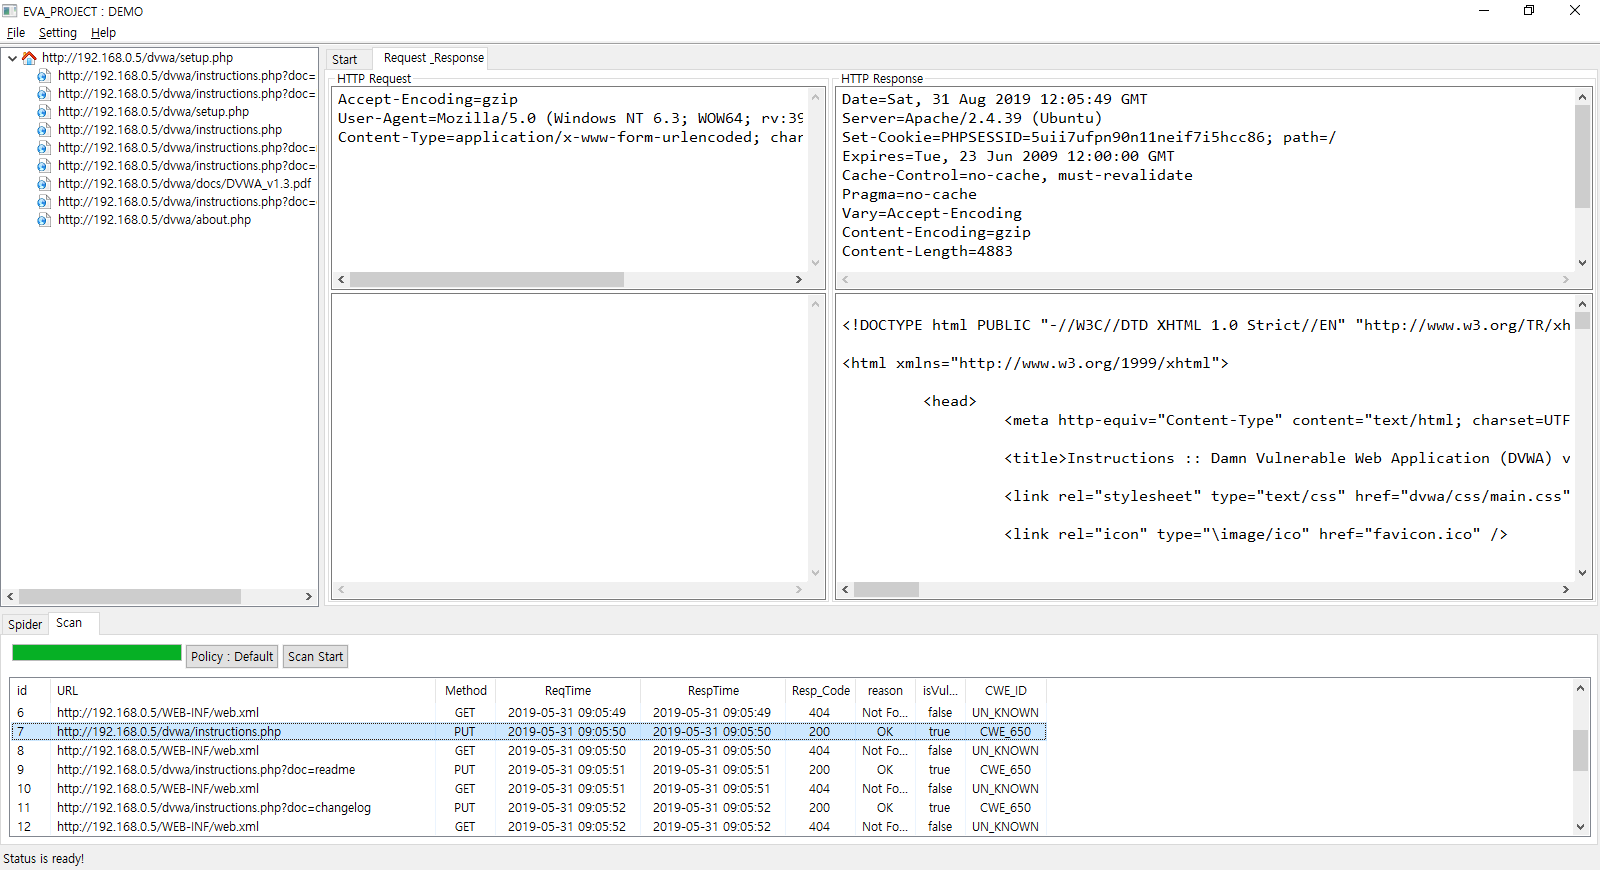 EVA_PROJECT : DEMO
File Setting Help
http://192.168.0.5/dvwa/setup.php
http://192.168.0.5/dvwa/instructions.php?doc=
http://192.168.0.5/dvwa/instructions.php?doc=
http://192.168.0.5/dvwa/setup.php
http://192.168.0.5/dvwa/instructions.php
http://192.168.0.5/dvwa/instructions.php?doc=
http://192.168.0.5/dvwa/instructions.php?doc=
http://192.168.0.5/dvwa/docs/DVWA_v1.3.pdf
http://192.168.0.5/dvwa/instructions.php?doc=
http://192.168.0.5/dvwa/about.php
Start Request _Response
HTTP Request
Accept-Encoding=gzip
User-Agent=Mozilla/5.0 (Windows NT 6.3; WOW64; rv:39
Content-Type=application/x-www-form-urlencoded; char
HTTP Response
Date=Sat, 31 Aug 2019 12:05:49 GMT
Server=Apache/2.4.39 (Ubuntu)
Set-Cookie=PHPSESSID=5uii7ufpn90n11neif7i5hcc86; path=/
Expires=Tue, 23 Jun 2009 12:00:00 GMT
Cache-Control=no-cache, must-revalidate
Pragma=no-cache
Vary=Accept-Encoding
Content-Encoding=gzip
Content-Length=4883
<!DOCTYPE html PUBLIC "-//W3C//DTD XHTML 1.0 Strict//EN" "http://www.w3.org/TR/xh
<html xmlns="http://www.w3.org/1999/xhtml">
<head>
<meta http-equiv="Content-Type" content="text/html; charset=UTF
<title>Instructions :: Damn Vulnerable Web Application (DVWA) v
<link rel="stylesheet" type="text/css" href="dvwa/css/main.css"
<link rel="icon" type="\image/ico" href="favicon.ico" />
Spider Scan
Policy : Default Scan Start
id URL Method ReqTime RespTime Resp_Code reason isVul... CWE_ID
6 http://192.168.0.5/WEB-INF/web.xml GET 2019-05-31 09:05:49 2019-05-31 09:05:49 404 Not Fo... false UN_KNOWN
7 http://192.168.0.5/dvwa/instructions.php PUT 2019-05-31 09:05:50 2019-05-31 09:05:50 200 OK true CWE_650
8 http://192.168.0.5/WEB-INF/web.xml GET 2019-05-31 09:05:50 2019-05-31 09:05:50 404 Not Fo... false UN_KNOWN
9 http://192.168.0.5/dvwa/instructions.php?doc=readme PUT 2019-05-31 09:05:51 2019-05-31 09:05:51 200 OK true CWE_650
10 http://192.168.0.5/WEB-INF/web.xml GET 2019-05-31 09:05:51 2019-05-31 09:05:51 404 Not Fo... false UN_KNOWN
11 http://192.168.0.5/dvwa/instructions.php?doc=changelog PUT 2019-05-31 09:05:52 2019-05-31 09:05:52 200 OK true CWE_650
12 http://192.168.0.5/WEB-INF/web.xml GET 2019-05-31 09:05:52 2019-05-31 09:05:52 404 Not Fo... false UN_KNOWN
Status is ready!